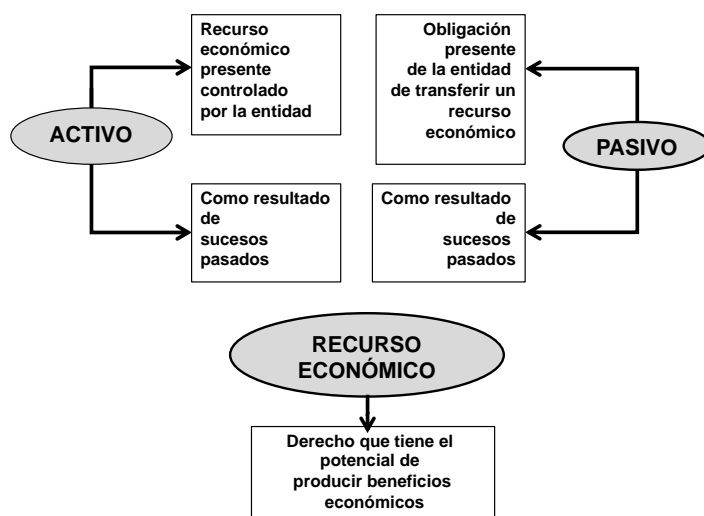 Recurso
económico
presente
controlado
por la entidad
Obligación
presente
de la entidad
de transferir un
recurso
económico
ACTIVO
PASIVO
Como resultado
de
sucesos
pasados
Como resultado
de
sucesos
pasados
RECURSO
ECONÓMICO
Derecho que tiene el
potencial de
producir beneficios
económicos